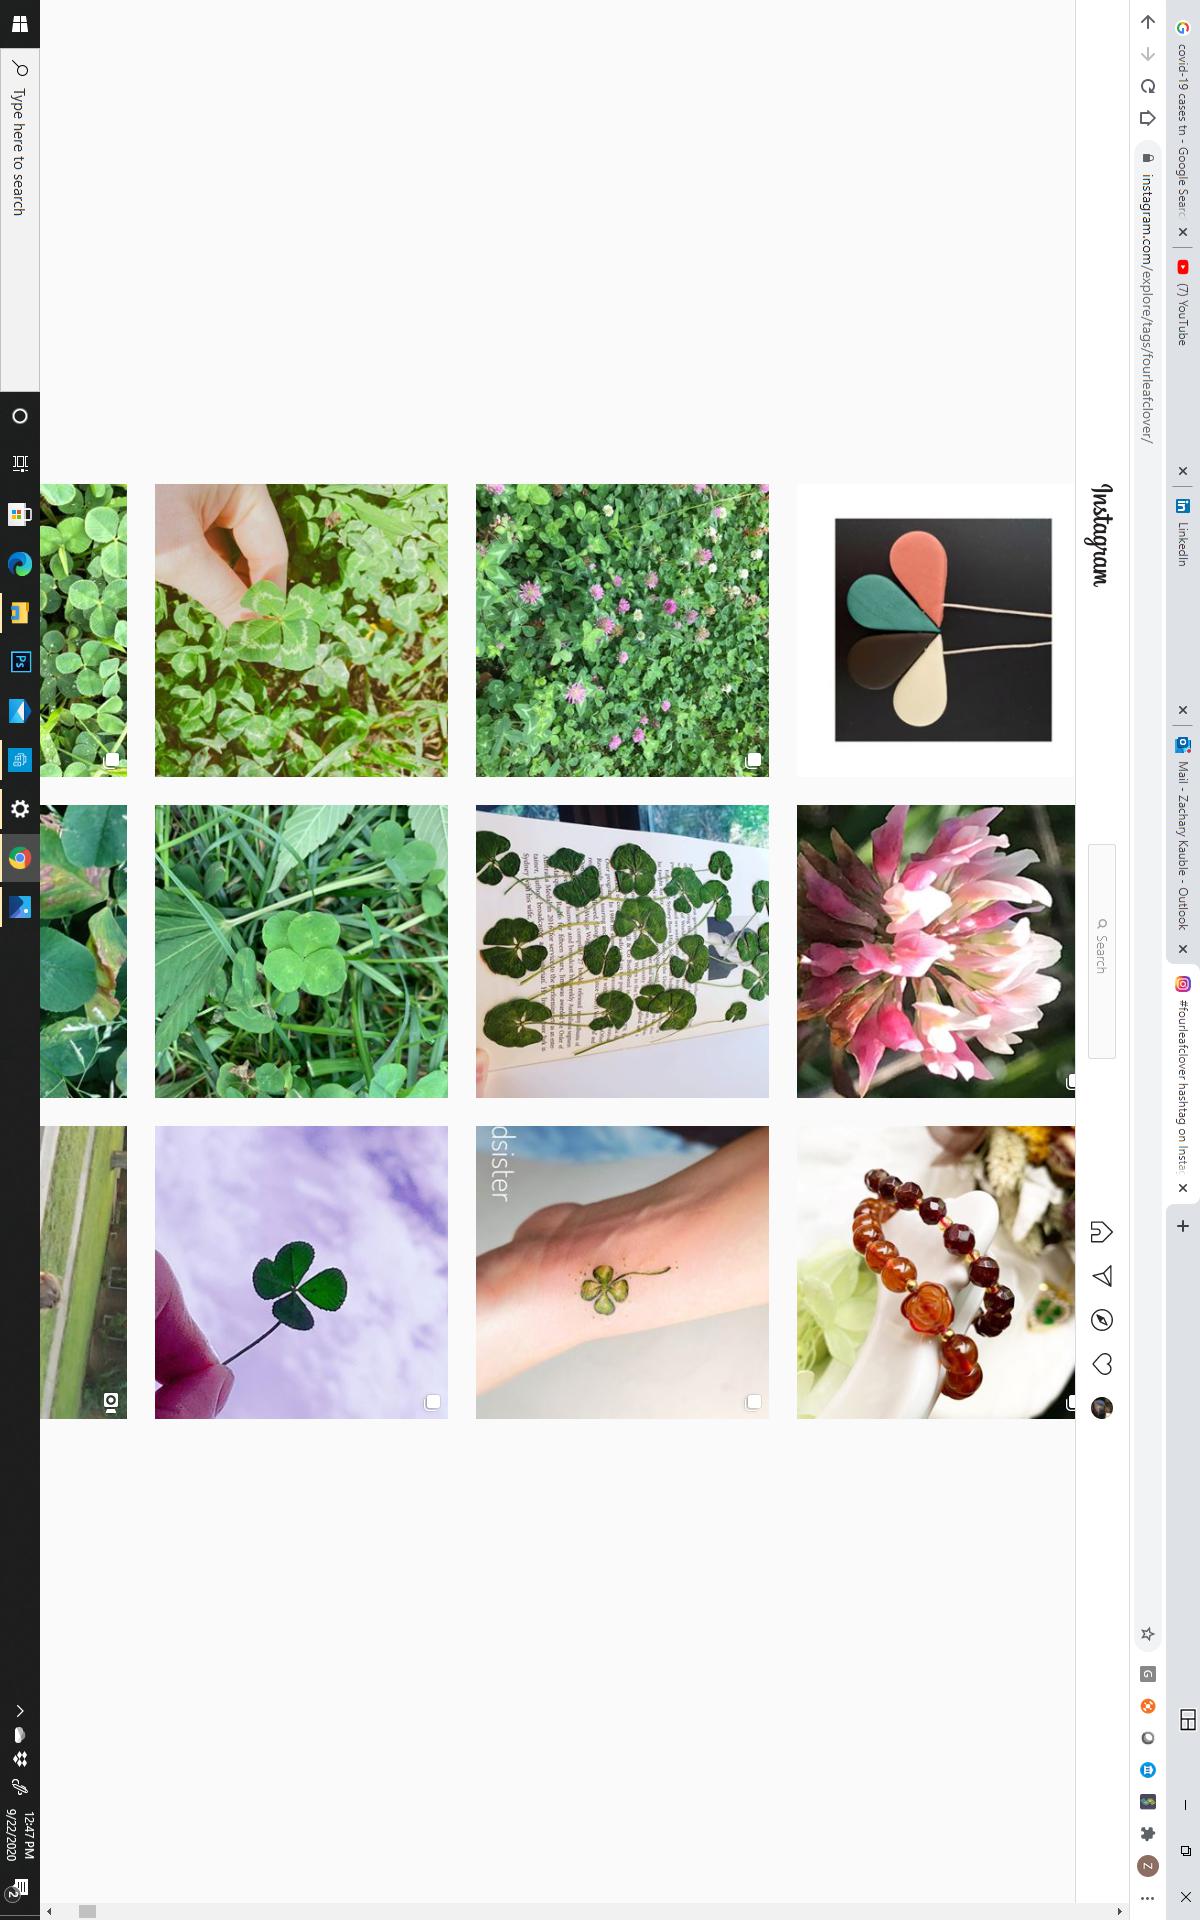 covid-19 cases tn - Google Searc
(7) YouTube
LinkedIn
Mail - Zachary Kauble - Outlook
#fourleafclover hashtag on Insta
instagram.com/explore/tags/fourleafclover/
G
Z
Instagram
Search
dsister
Type here to search
Ps
12:47 PM
9/22/2020
2